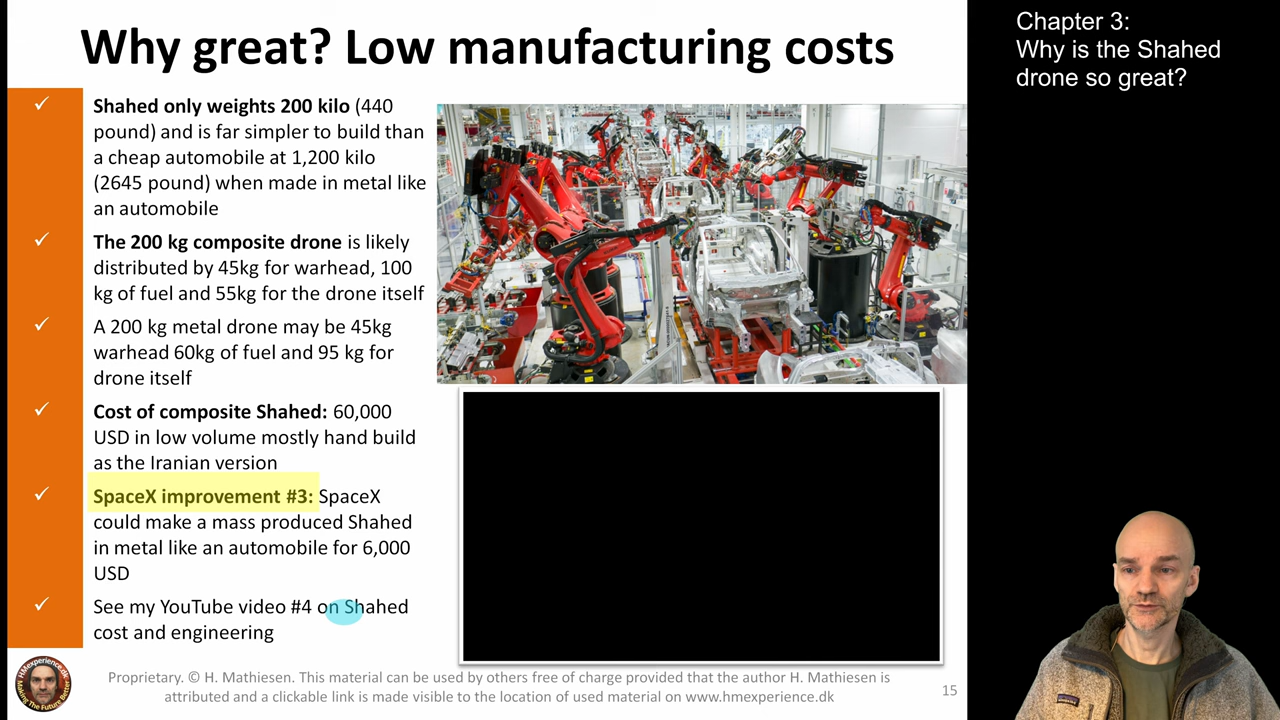 Why great? Low manufacturing costs
Chapter 3:
Why is the Shahed
drone so great?
Shahed only weights 200 kilo (440
pound) and is far simpler to build than
a cheap automobile at 1,200 kilo
(2645 pound) when made in metal like
an automobile
The 200 kg composite drone is likely
distributed by 45kg for warhead, 100
kg of fuel and 55kg for the drone itself
A 200 kg metal drone may be 45kg
warhead 60kg of fuel and 95 kg for
drone itself
Cost of composite Shahed: 60,000
USD in low volume mostly hand build
as the Iranian version
SpaceX improvement #3: SpaceX
could make a mass produced Shahed
in metal like an automobile for 6,000
USD
See my YouTube video #4 on Shahed
cost and engineering
HMexperience.dk
Making The Future Better
Proprietary. © H. Mathiesen. This material can be used by others free of charge provided that the author H. Mathiesen is
attributed and a clickable link is made visible to the location of used material on www.hmexperience.dk
15